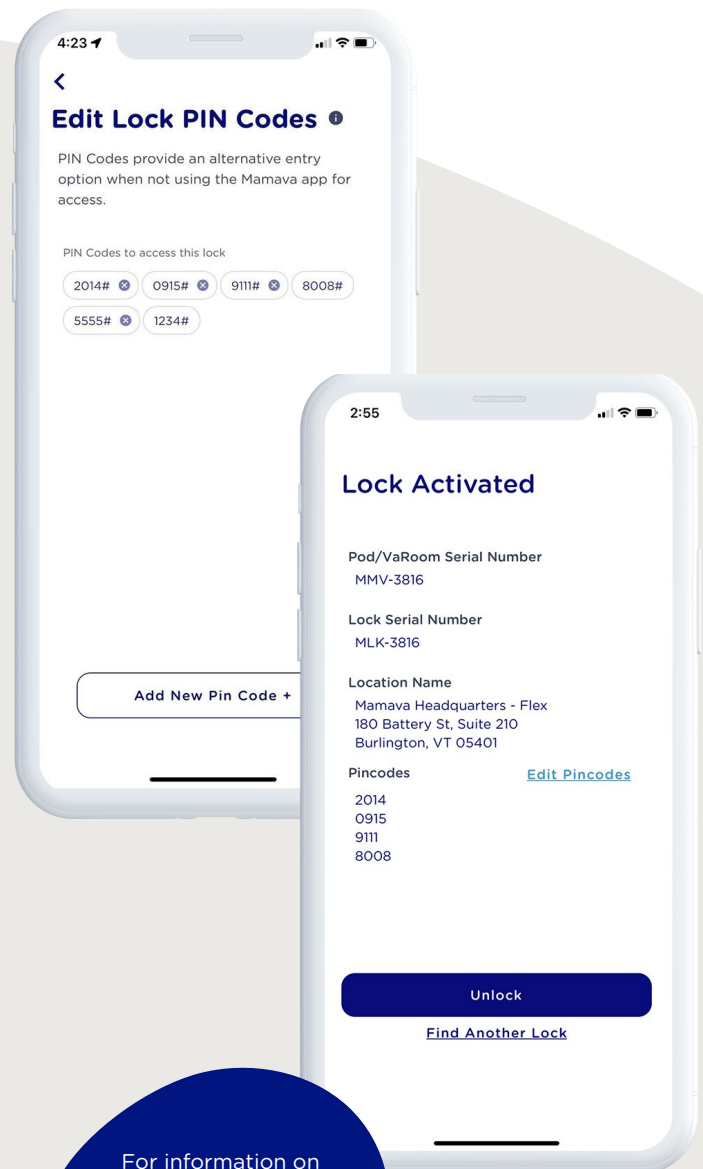 4:23
Edit Lock PIN Codes
PIN Codes provide an alternative entry
option when not using the Mamava app for
access.
PIN Codes to access this lock
2014# 0915# 9111# 8008#
5555# 1234#
Add New Pin Code +
2:55
Lock Activated
Pod/VaRoom Serial Number
MMV-3816
Lock Serial Number
MLK-3816
Location Name
Mamava Headquarters - Flex
180 Battery St, Suite 210
Burlington, VT 05401
Pincodes Edit Pincodes
2014
0915
9111
8008
Unlock
Find Another Lock
For information on